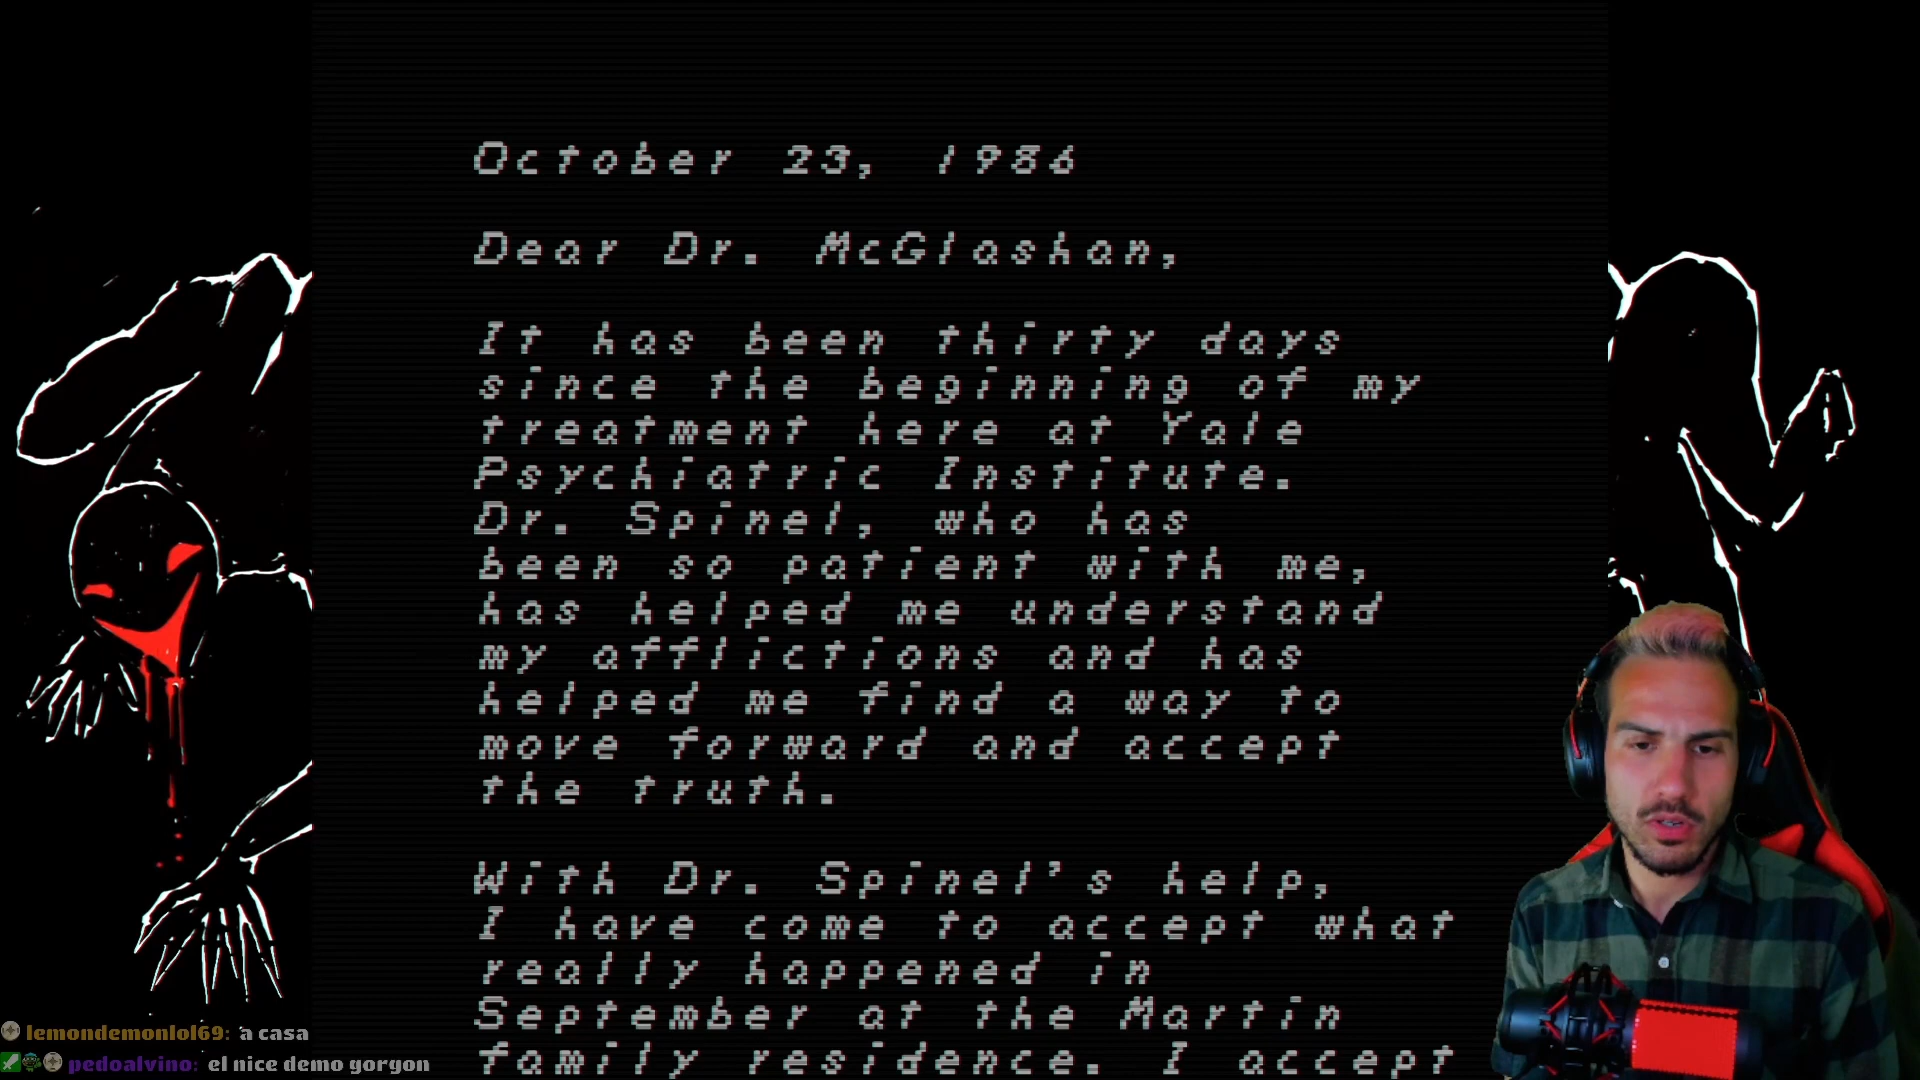 October 23, 1986
Dear Dr. McGlashan,
It has been thirty days
since the beginning of my
treatment here at Yale
Psychiatric Institute.
Dr. Spinel, who has
been so patient with me,
has helped me understand
my afflictions and has
helped me find a way to
move forward and accept
the truth.
With Dr. Spinel's help,
I have come to accept what
really happened in
September at the Martin
family residence. I accept
lemondemonlol69: a casa
pedoalvino: el nice demo gorgon